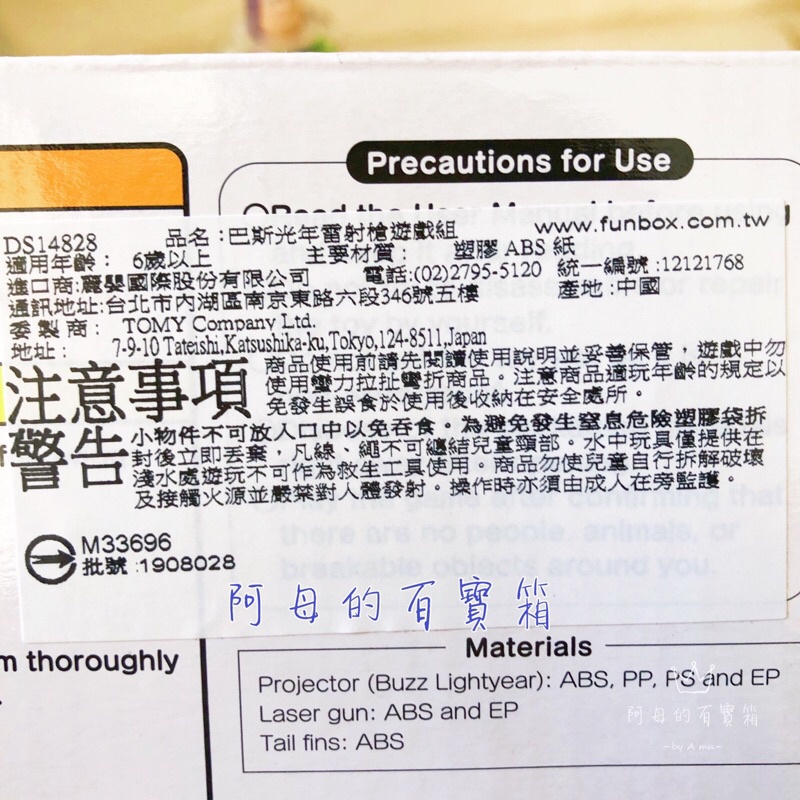 Precautions for Use
Read the User Manual before using
DS14828
品名:巴斯光年雷射槍遊戲組
www.funbox.com.tw
適用年齡: 6歲以上
主要材質: 塑膠ABS 紙
進口商:麗嬰國際股份有限公司
電話:(02)2795-5120 統一編號:12121768
通訊地址:台北市內湖區南京東路六段346號五樓
產地:中國
委製商: TOMY Company Ltd.
地址: 7-9-10 Tateishi,Katsushika-ku,Tokyo,124-8511,Japan
注意事項
商品使用前請先閱讀使用說明並妥善保管,遊戲中勿
使用蠻力拉扯彎折商品。注意商品適玩年齡的規定以
免發生誤食於使用後收納在安全處所。
警告
小物件不可放入口中以免吞食。為避免發生窒息危險塑膠袋拆
封後立即丟棄,凡線、繩不可纏結兒童頸部。水中玩具僅提供在
淺水處遊玩不可作為救生工具使用。商品勿使兒童自行拆解破壞
及接觸火源並嚴禁對人體發射。操作時亦須由成人在旁監護。
there are no people, animals, or
breakable objects around you.
M33696
批號:1908028
阿母的百寶箱
m thoroughly
Materials
Projector (Buzz Lightyear): ABS, PP, PS and EP
Laser gun: ABS and EP
Tail fins: ABS
阿母的百寶箱
~by A ma~